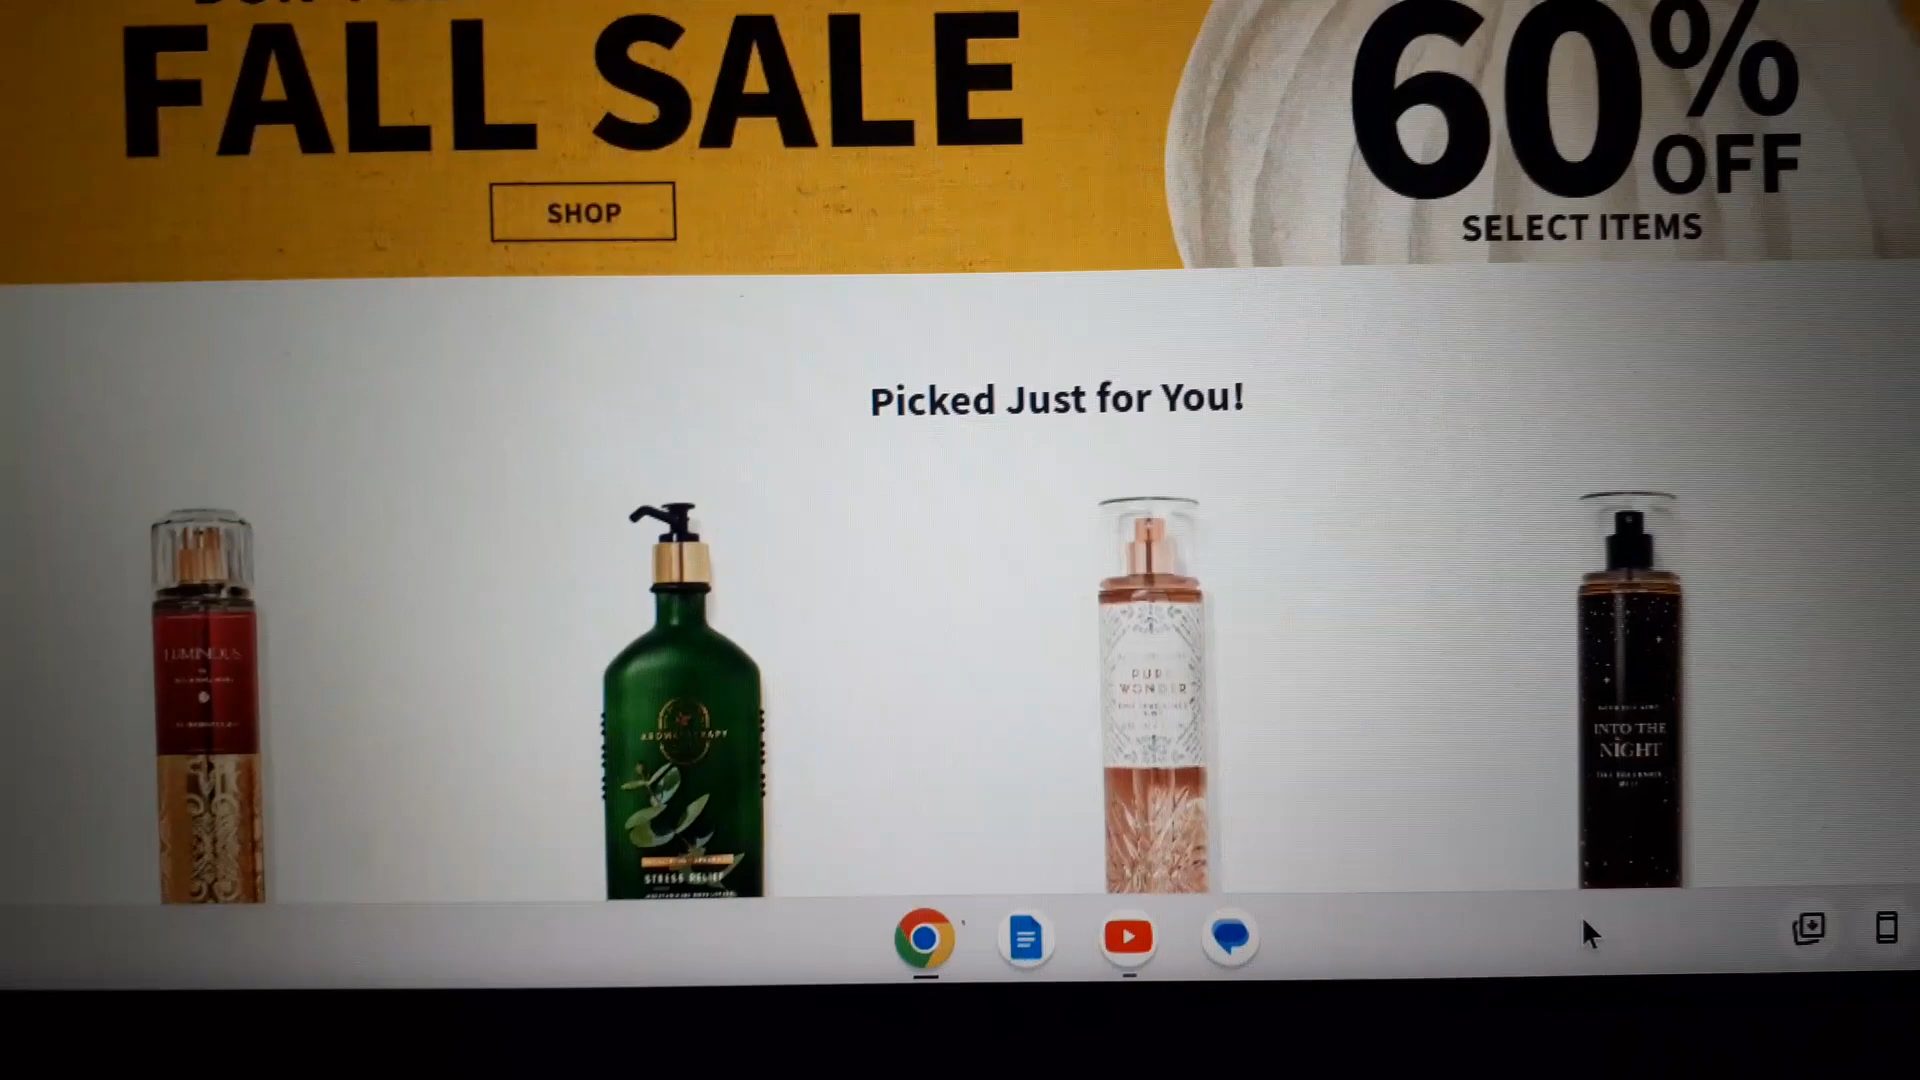 FALL SALE
SHOP
60%
OFF
SELECT ITEMS
Picked Just for You!
LUMINOUS
AROMATHERAPY
STRESS RELIEF
PURE
WONDER
INTO THE
NIGHT